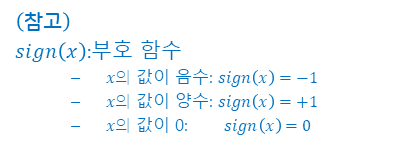 (참고)
sign(x):부호 함수
– x의 값이 음수: sign(x) = −1
– x의 값이 양수: sign(x) = +1
– x의 값이 0: sign(x) = 0